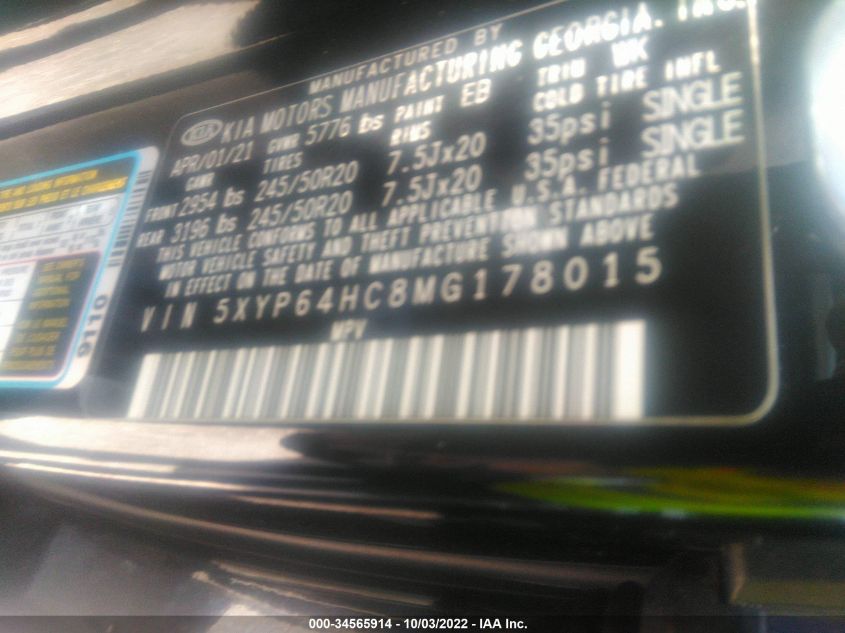 MANUFACTURED BY
KIA KIA MOTORS MANUFACTURING GEORGIA, INC.
APR/01/21 GVWR 5776 lbs PAINT EB TRIM WK
GAWR TIRES RIMS COLD TIRE INFL
FRONT 2954 lbs 245/50R20 7.5Jx20 35psi SINGLE
REAR 3196 lbs 245/50R20 7.5Jx20 35psi SINGLE
THIS VEHICLE CONFORMS TO ALL APPLICABLE U.S.A. FEDERAL
MOTOR VEHICLE SAFETY AND THEFT PREVENTION STANDARDS
IN EFFECT ON THE DATE OF MANUFACTURE SHOWN ABOVE
VIN 5XYP64HC8MG178015
MPV
9110
000-34565914 - 10/03/2022 - IAA Inc.